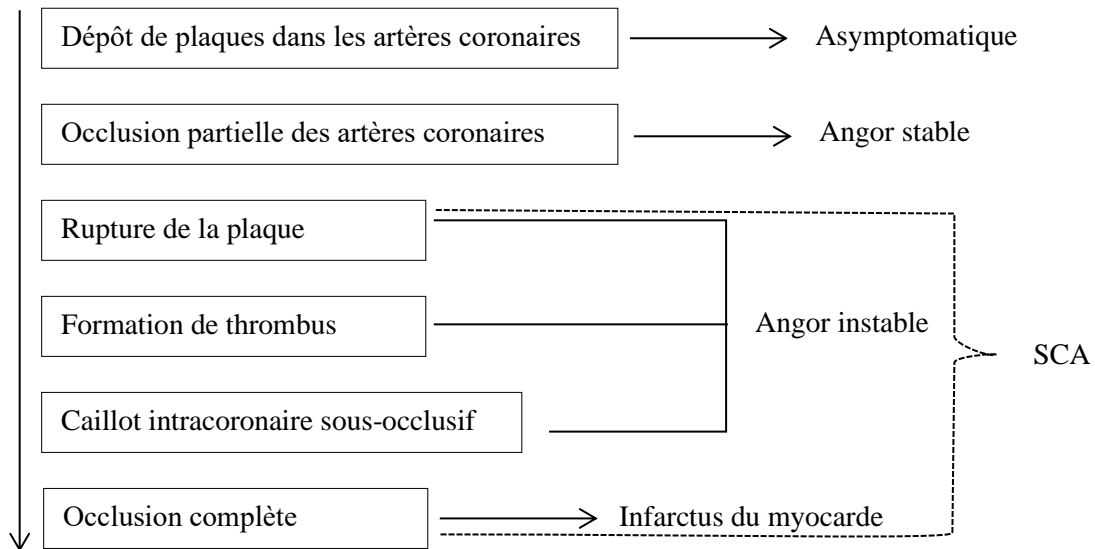 Dépôt de plaques dans les artères coronaires
Asymptomatique
Occlusion partielle des artères coronaires
Angor stable
Rupture de la plaque
Formation de thrombus
Angor instable
SCA
Caillot intracoronaire sous-occlusif
Occlusion complète
Infarctus du myocarde